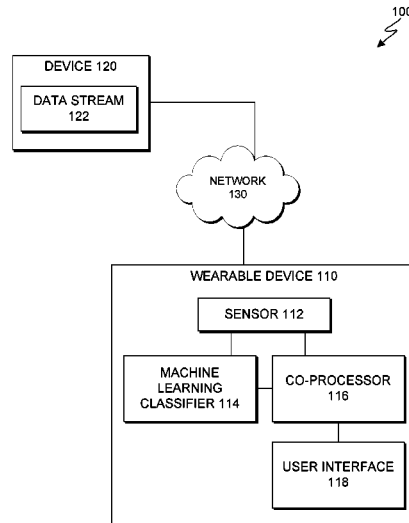 100
DEVICE 120
DATA STREAM
122
NETWORK
130
WEARABLE DEVICE 110
SENSOR 112
MACHINE
LEARNING
CLASSIFIER 114
CO-PROCESSOR
116
USER INTERFACE
118